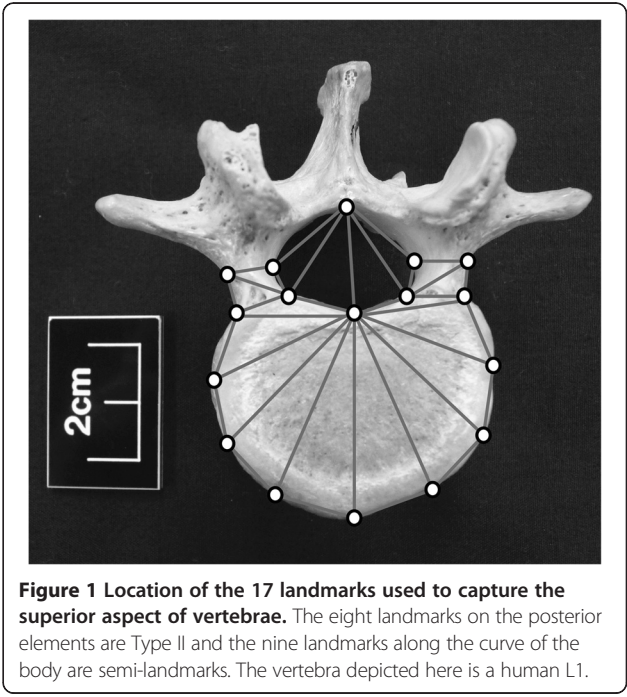 2cm
Figure 1 Location of the 17 landmarks used to capture the
superior aspect of vertebrae. The eight landmarks on the posterior
elements are Type II and the nine landmarks along the curve of the
body are semi-landmarks. The vertebra depicted here is a human L1.